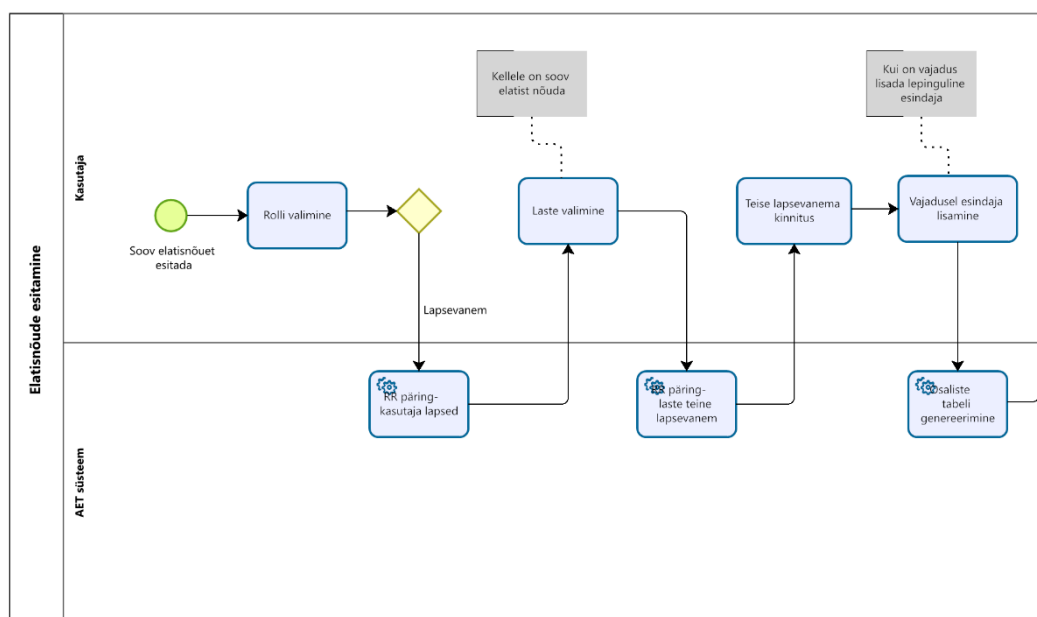 Elatisnõude esitamine
Kasutaja
Soov elatisnõuet
esitada
Rolli valimine
Lapsevanem
Kellele on soov
elatist nõuda
Laste valimine
Teise lapsevanema
kinnitus
Kui on vajadus
lisada lepinguline
esindaja
Vajadusel esindaja
lisamine
AET süsteem
RR päring-
kasutaja lapsed
RR päring-
laste teine
lapsevanem
Osaliste
tabeli
genereerimine